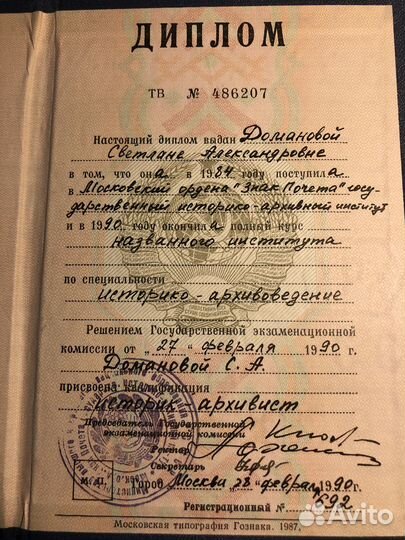 ДИПЛОМ
ТВ № 486207
Настоящий диплом выдан Домановой
Светлане Александровне
в том, что она в 1984 году поступила
в Московский ордена "Знак Почета" госу-
дарственный историко-архивный институт
и в 1990 году окончила полный курс
названного института
по специальности
историко-архивоведение
Решением Государственной экзаменационной
комиссии от „27" февраля 1990 г.
Домановой С. А.
присвоена квалификация
историк-архивист
Председатель Государственной
экзаменационной комиссии
Ректор
Секретарь
Город Москва 28 февраля 1990г.
Регистрационный № 592
Московская типография Гознака. 1987.
Avito